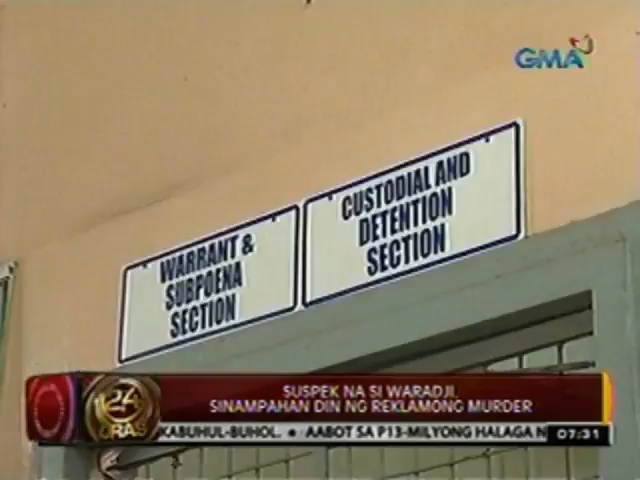 GMA
WARRANT &
SUBPOENA
SECTION
CUSTODIAL AND
DETENTION
SECTION
SUSPEK NA SI WARADJI,
SINAMPAHAN DIN NG REKLAMONG MURDER
24
ORAS
KABUHUL-BUHOL. • AABOT SA P13-MILYONG HALAGA N
07:31